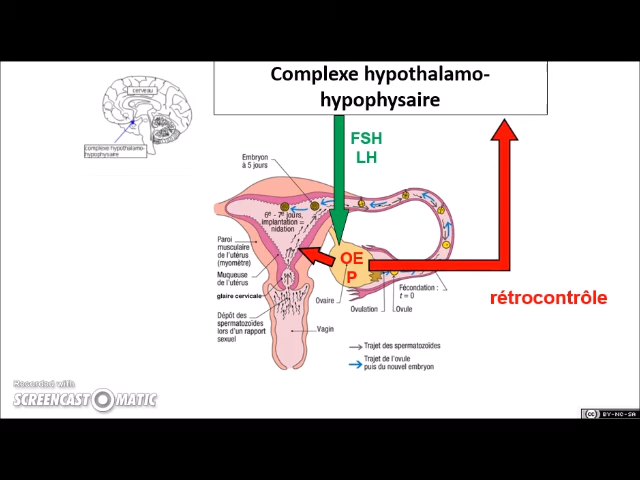 Complexe hypothalamo-
hypophysaire
cerveau
complexe hypothalamo-
hypophysaire
FSH
LH
Embryon
à 5 jours
6e - 7e jours,
implantation =
nidation
Paroi
musculaire
de l'utérus
(myomètre)
Muqueuse
de l'utérus
glaire cervicale
Dépôt des
spermatozoïdes
lors d'un rapport
sexuel
OE
P
Ovaire
Vagin
Ovulation
Ovule
Fécondation :
t = 0
rétrocontrôle
Trajet des spermatozoïdes
Trajet de l'ovule
puis du nouvel embryon
Recorded with
SCREENCAST-O-MATIC
cc BY-NC-SA